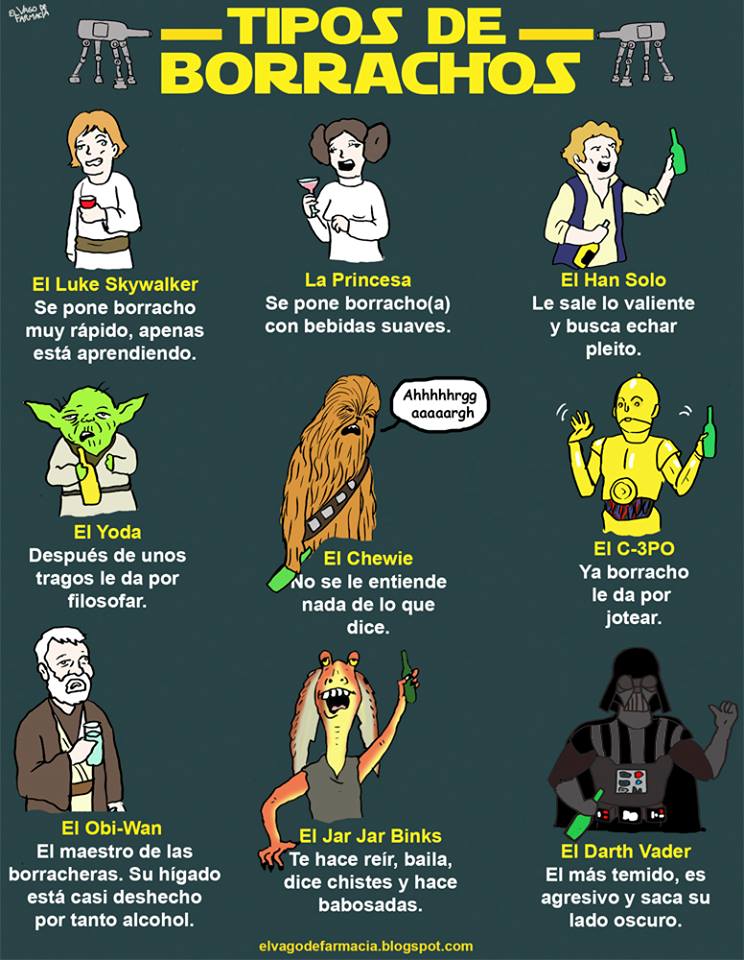 EL VAGO DE
FARMACIA
TIPOS DE
BORRACHOS
El Luke Skywalker
Se pone borracho
muy rápido, apenas
está aprendiendo.
La Princesa
Se pone borracho(a)
con bebidas suaves.
El Han Solo
Le sale lo valiente
y busca echar
pleito.
El Yoda
Después de unos
tragos le da por
filosofar.
Ahhhhhrgg
aaaaargh
El Chewie
No se le entiende
nada de lo que
dice.
El C-3PO
Ya borracho
le da por
jotear.
El Obi-Wan
El maestro de las
borracheras. Su hígado
está casi deshecho
por tanto alcohol.
El Jar Jar Binks
Te hace reír, baila,
dice chistes y hace
babosadas.
El Darth Vader
El más temido, es
agresivo y saca su
lado oscuro.
elvagodefarmacia.blogspot.com